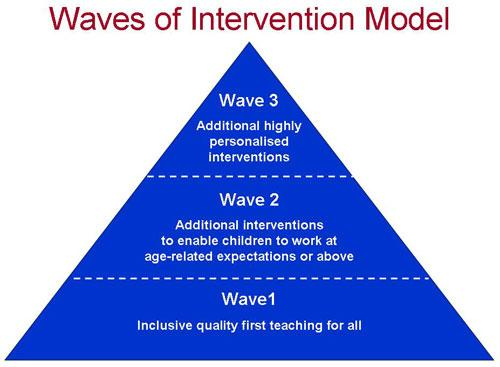 Waves of Intervention Model
Wave 3
Additional highly
personalised
interventions
Wave 2
Additional interventions
to enable children to work at
age-related expectations or above
Wave1
Inclusive quality first teaching for all